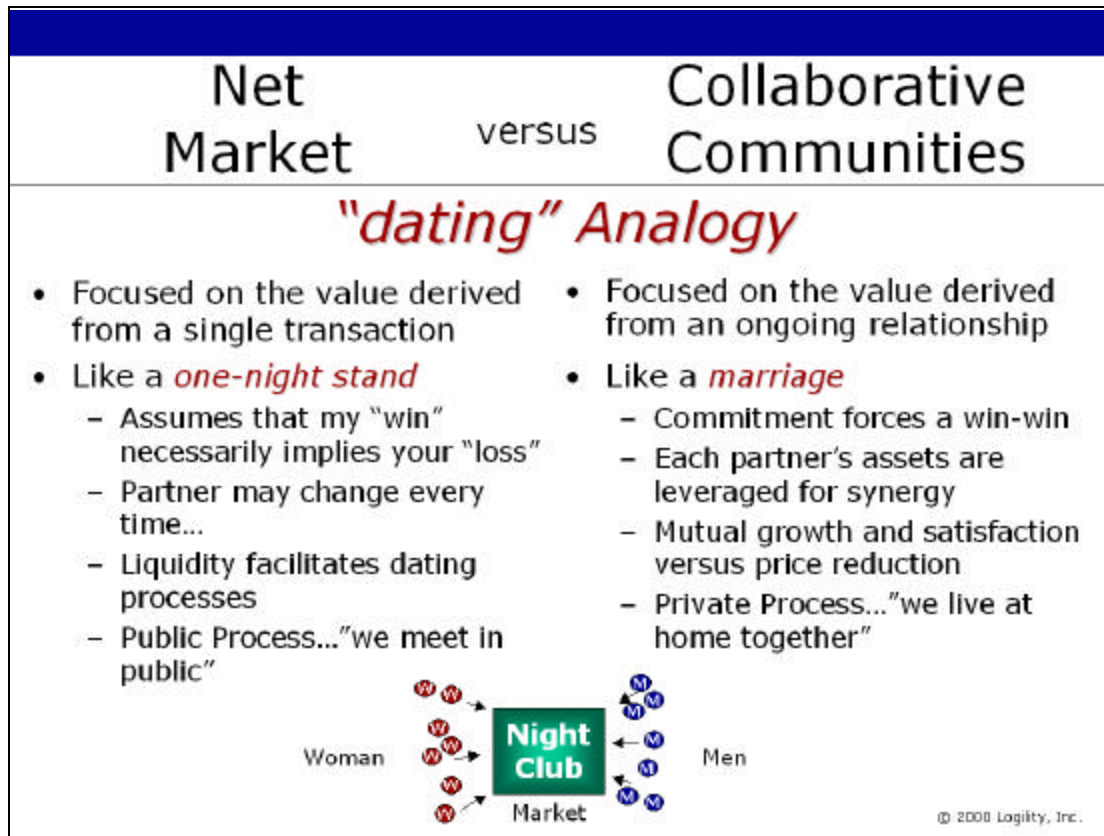 Net
Market
versus
Collaborative
Communities
"dating" Analogy
• Focused on the value derived
from a single transaction
• Like a one-night stand
– Assumes that my "win"
necessarily implies your "loss"
– Partner may change every
time...
– Liquidity facilitates dating
processes
– Public Process..."we meet in
public"
• Focused on the value derived
from an ongoing relationship
• Like a marriage
– Commitment forces a win-win
– Each partner's assets are
leveraged for synergy
– Mutual growth and satisfaction
versus price reduction
– Private Process..."we live at
home together"
W W
W
W W
W
W
Woman
Night
Club
Market
M
M
M
M
M
M M
Men
© 2000 Logility, Inc.